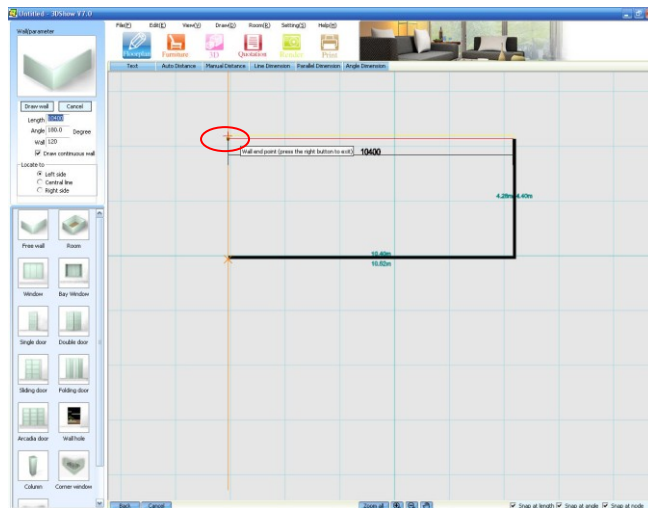 Untitled - 3DShow V7.0
Wall/parameter
File(F) Edit(E) View(V) Draw(D) Room(R) Setting(S) Help(H)
Floorplan Furniture 3D Quotation Render Print
Text Auto Distance Manual Distance Line Dimension Parallel Dimension Angle Dimension
Draw wall Cancel
Length 10400
Angle 180.0 Degree
Wall 120
Draw continuous wall
Locate to
Left side
Central line
Right side
Wall end point (press the right button to exit)
10400
4.28m 4.40m
10.40m
10.52m
Free wall Room
Window Bay Window
Single door Double door
Sliding door Folding door
Arcadia door Wall hole
Column Corner window
Back Cancel Zoom all Snap at length Snap at angle Snap at node